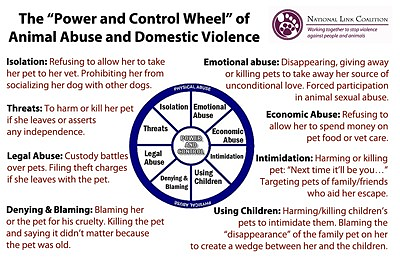 The “Power and Control Wheel” of
Animal Abuse and Domestic Violence
NATIONAL LINK COALITION
Working together to stop violence
against people and animals
Isolation: Refusing to allow her to take
her pet to her vet. Prohibiting her from
socializing her dog with other dogs.
Threats: To harm or kill her pet
if she leaves or asserts
any independence.
Legal Abuse: Custody battles
over pets. Filing theft charges
if she leaves with the pet.
Denying & Blaming: Blaming her
or the pet for his cruelty. Killing the pet
and saying it didn’t matter because
the pet was old.
PHYSICAL ABUSE
Isolation
Emotional
Abuse
Threats
Economic
Abuse
POWER
AND
CONTROL
Legal
Abuse
Intimidation
Denying &
Blaming
Using
Children
PHYSICAL ABUSE
Emotional abuse: Disappearing, giving away
or killing pets to take away her source of
unconditional love. Forced participation
in animal sexual abuse.
Economic Abuse: Refusing to
allow her to spend money on
pet food or vet care.
Intimidation: Harming or killing
pet: “Next time it’ll be you…”
Targeting pets of family/friends
who aid her escape.
Using Children: Harming/killing children’s
pets to intimidate them. Blaming the
“disappearance” of the family pet on her
to create a wedge between her and the children.